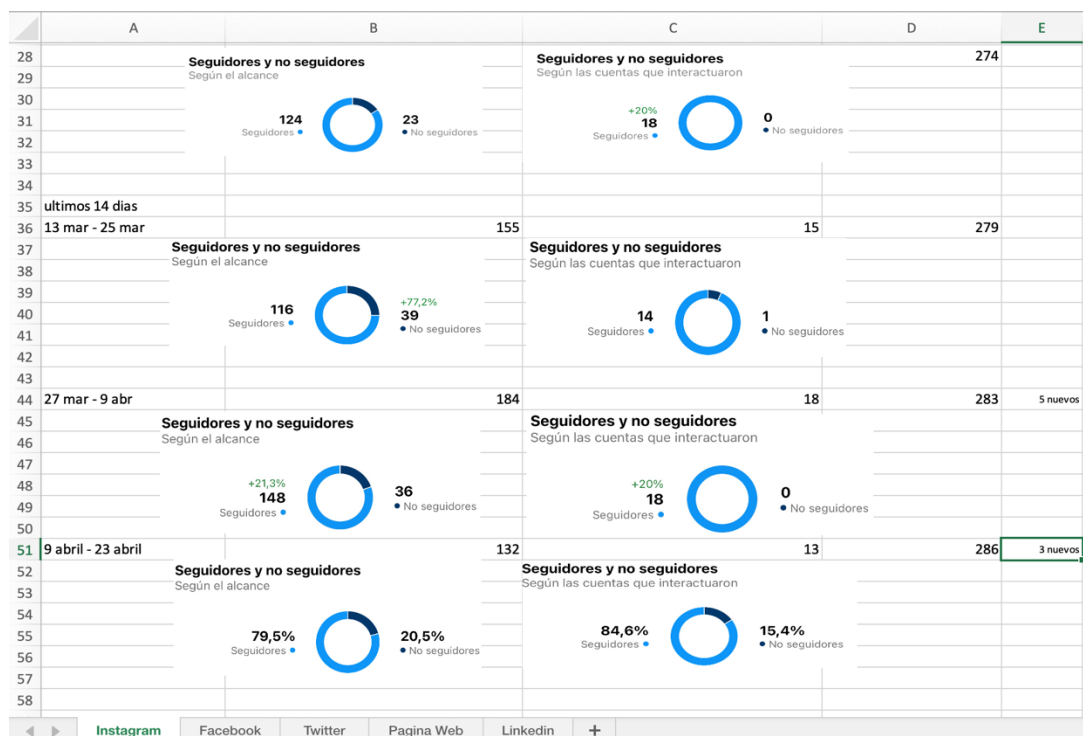 A B C D E
28 274
Seguidores y no seguidores Seguidores y no seguidores
29
Según el alcance Según las cuentas que interactuaron
30
+20%
31 124 23 18 0
32 Seguidores No seguidores Seguidores No seguidores
33
34
35 ultimos 14 dias
36 13 mar - 25 mar 155 15 279
37 Seguidores y no seguidores Seguidores y no seguidores
38 Según el alcance Según las cuentas que interactuaron
39
+77,2%
40 116 39 14 1
41 Seguidores No seguidores Seguidores No seguidores
42
43
44 27 mar - 9 abr 184 18 283 5 nuevos
45 Seguidores y no seguidores Seguidores y no seguidores
46 Según el alcance Según las cuentas que interactuaron
47
48 +21,3% +20%
49 148 36 18 0
Seguidores No seguidores Seguidores No seguidores
50
51 9 abril - 23 abril 132 13 286 3 nuevos
52 Seguidores y no seguidores Seguidores y no seguidores
53 Según el alcance Según las cuentas que interactuaron
54
55 79,5% 20,5% 84,6% 15,4%
56 Seguidores No seguidores Seguidores No seguidores
57
58
Instagram Facebook Twitter Pagina Web Linkedin +